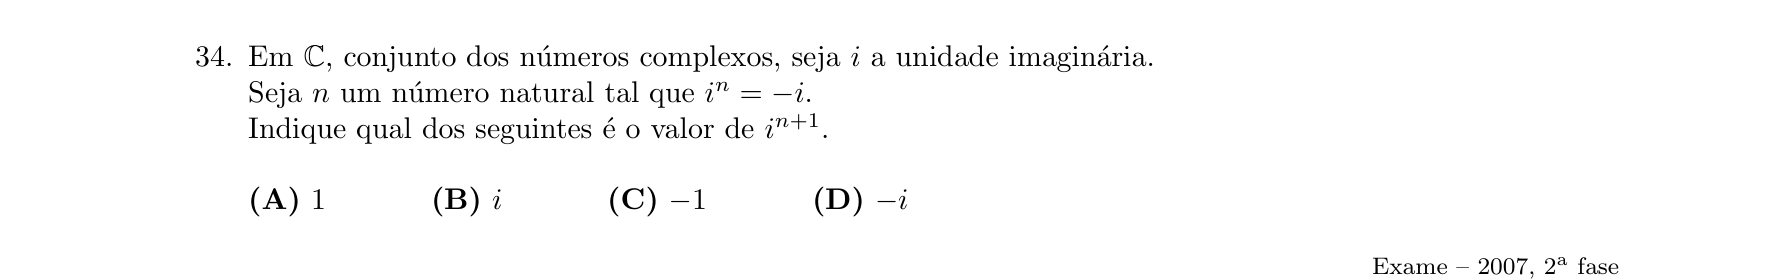 34. Em ℂ, conjunto dos números complexos, seja i a unidade imaginária.
Seja n um número natural tal que iⁿ = −i.
Indique qual dos seguintes é o valor de iⁿ⁺¹.
(A) 1 (B) i (C) −1 (D) −i
Exame – 2007, 2ª fase